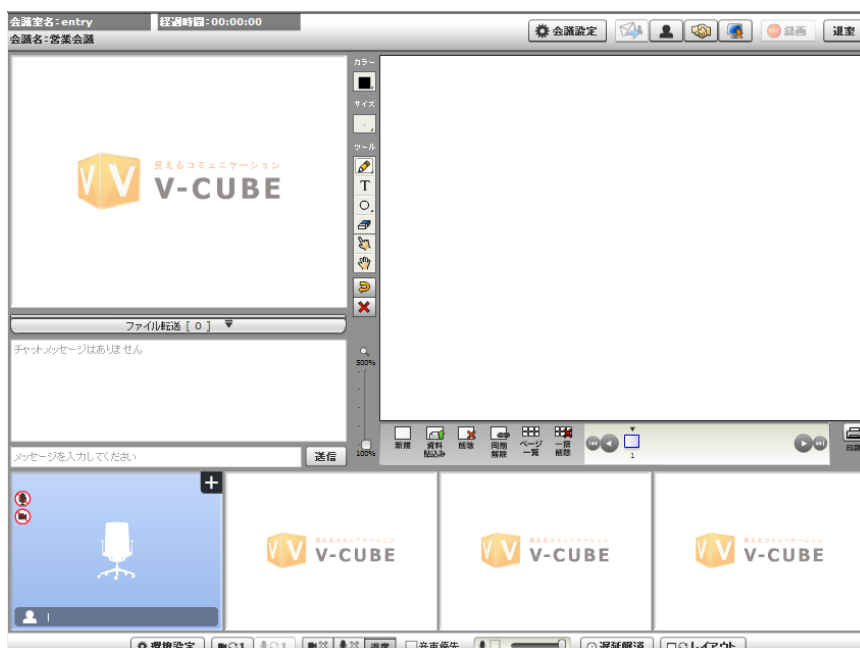 会議室名:entry
経過時間:00:00:00
会議名:営業会議
会議設定
録画
退室
カラー
サイズ
ツール
T
見えるコミュニケーション
V-CUBE
ファイル転送 [ 0 ]
チャットメッセージはありません
メッセージを入力してください
送信
500%
100%
新規
資料
貼込み
削除
同期
解除
ページ
一覧
一括
削除
1
印刷
見えるコミュニケーション
V-CUBE
見えるコミュニケーション
V-CUBE
見えるコミュニケーション
V-CUBE
環境設定
1
1
音声優先
遅延解消
レイアウト